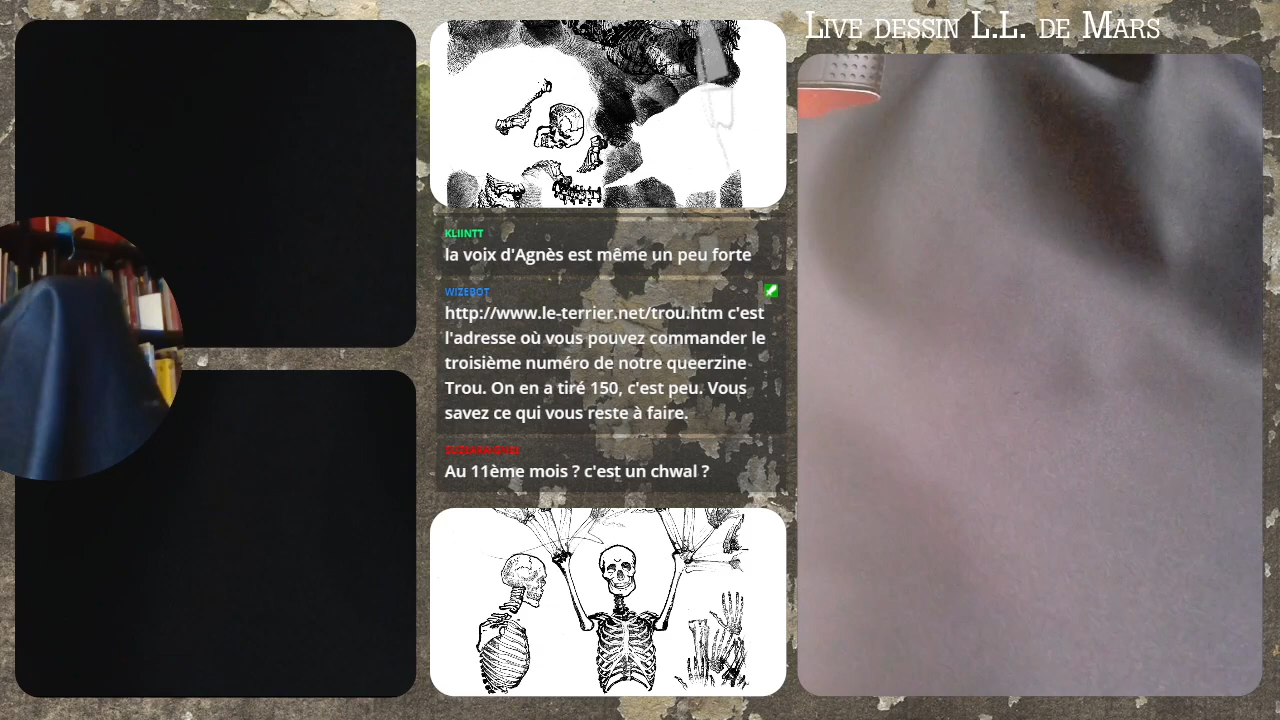 Live dessin L.L. de Mars
KLIINTT
la voix d'Agnès est même un peu forte
WIZEBOT
http://www.le-terrier.net/trou.htm c'est
l'adresse où vous pouvez commander le
troisième numéro de notre queerzine
Trou. On en a tiré 150, c'est peu. Vous
savez ce qui vous reste à faire.
Au 11ème mois ? c'est un chwal ?